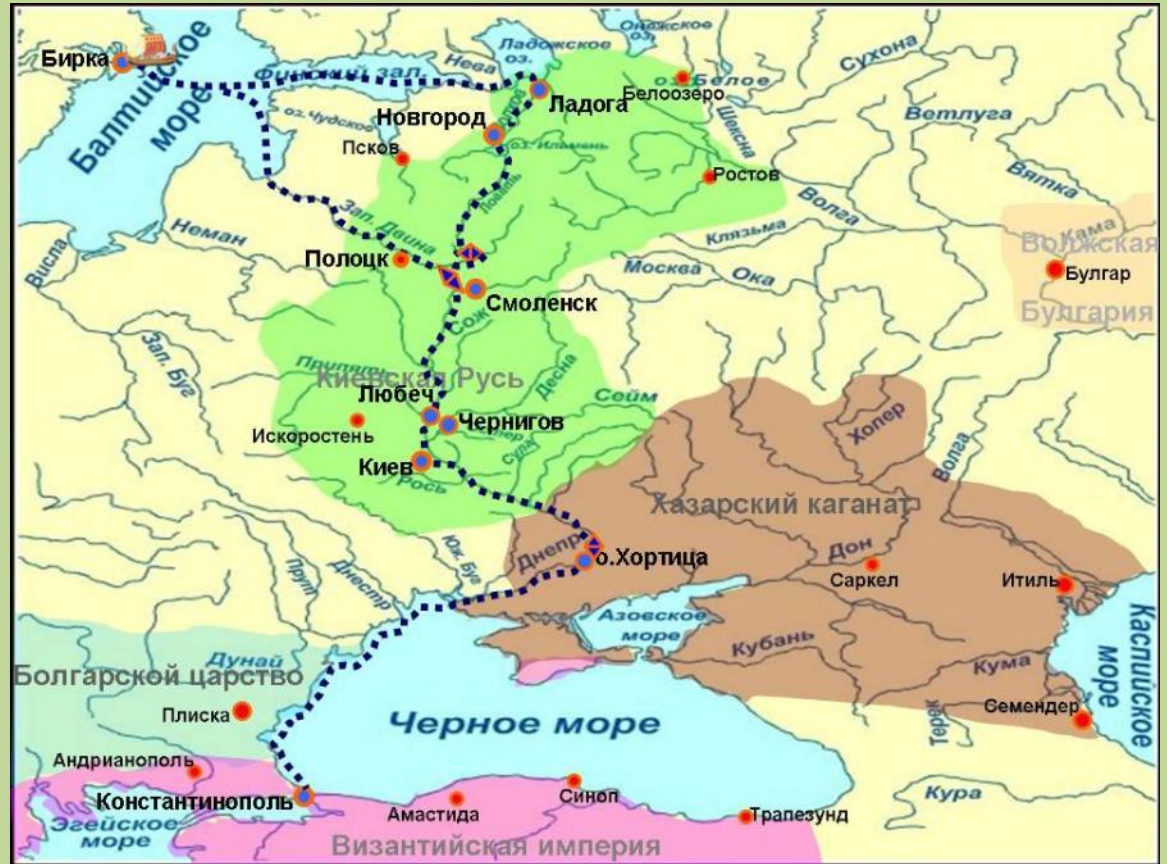 Бирка
Балтийское
море
Финский зал.
Нева
Ладожское
оз.
Онежское
оз.
Сухона
оз. Белое
Белоозеро
Ладога
Новгород
оз. Чудское
Псков
оз. Ильмень
Шексна
Ветлуга
Ростов
Волга
Вятка
Ловать
Зап. Двина
Неман
Висла
Клязьма
Кама
Волжская
Булгария
Булгар
Полоцк
Москва
Ока
Смоленск
Сож
Зап. Буг
Припять
Киевская Русь
Десна
Сейм
Любеч
Чернигов
Искоростень
Сула
Киев
Рось
Хопер
Волга
Хазарский каганат
Днепр
о.Хортица
Юж. Буг
Днестр
Прут
Дон
Саркел
Итиль
Азовское
море
Кубань
Кума
Каспийское
море
Дунай
Болгарской царство
Плиска
Черное море
Терек
Семендер
Андрианополь
Константинополь
Эгейское
море
Амастида
Синоп
Трапезунд
Кура
Византийская империя